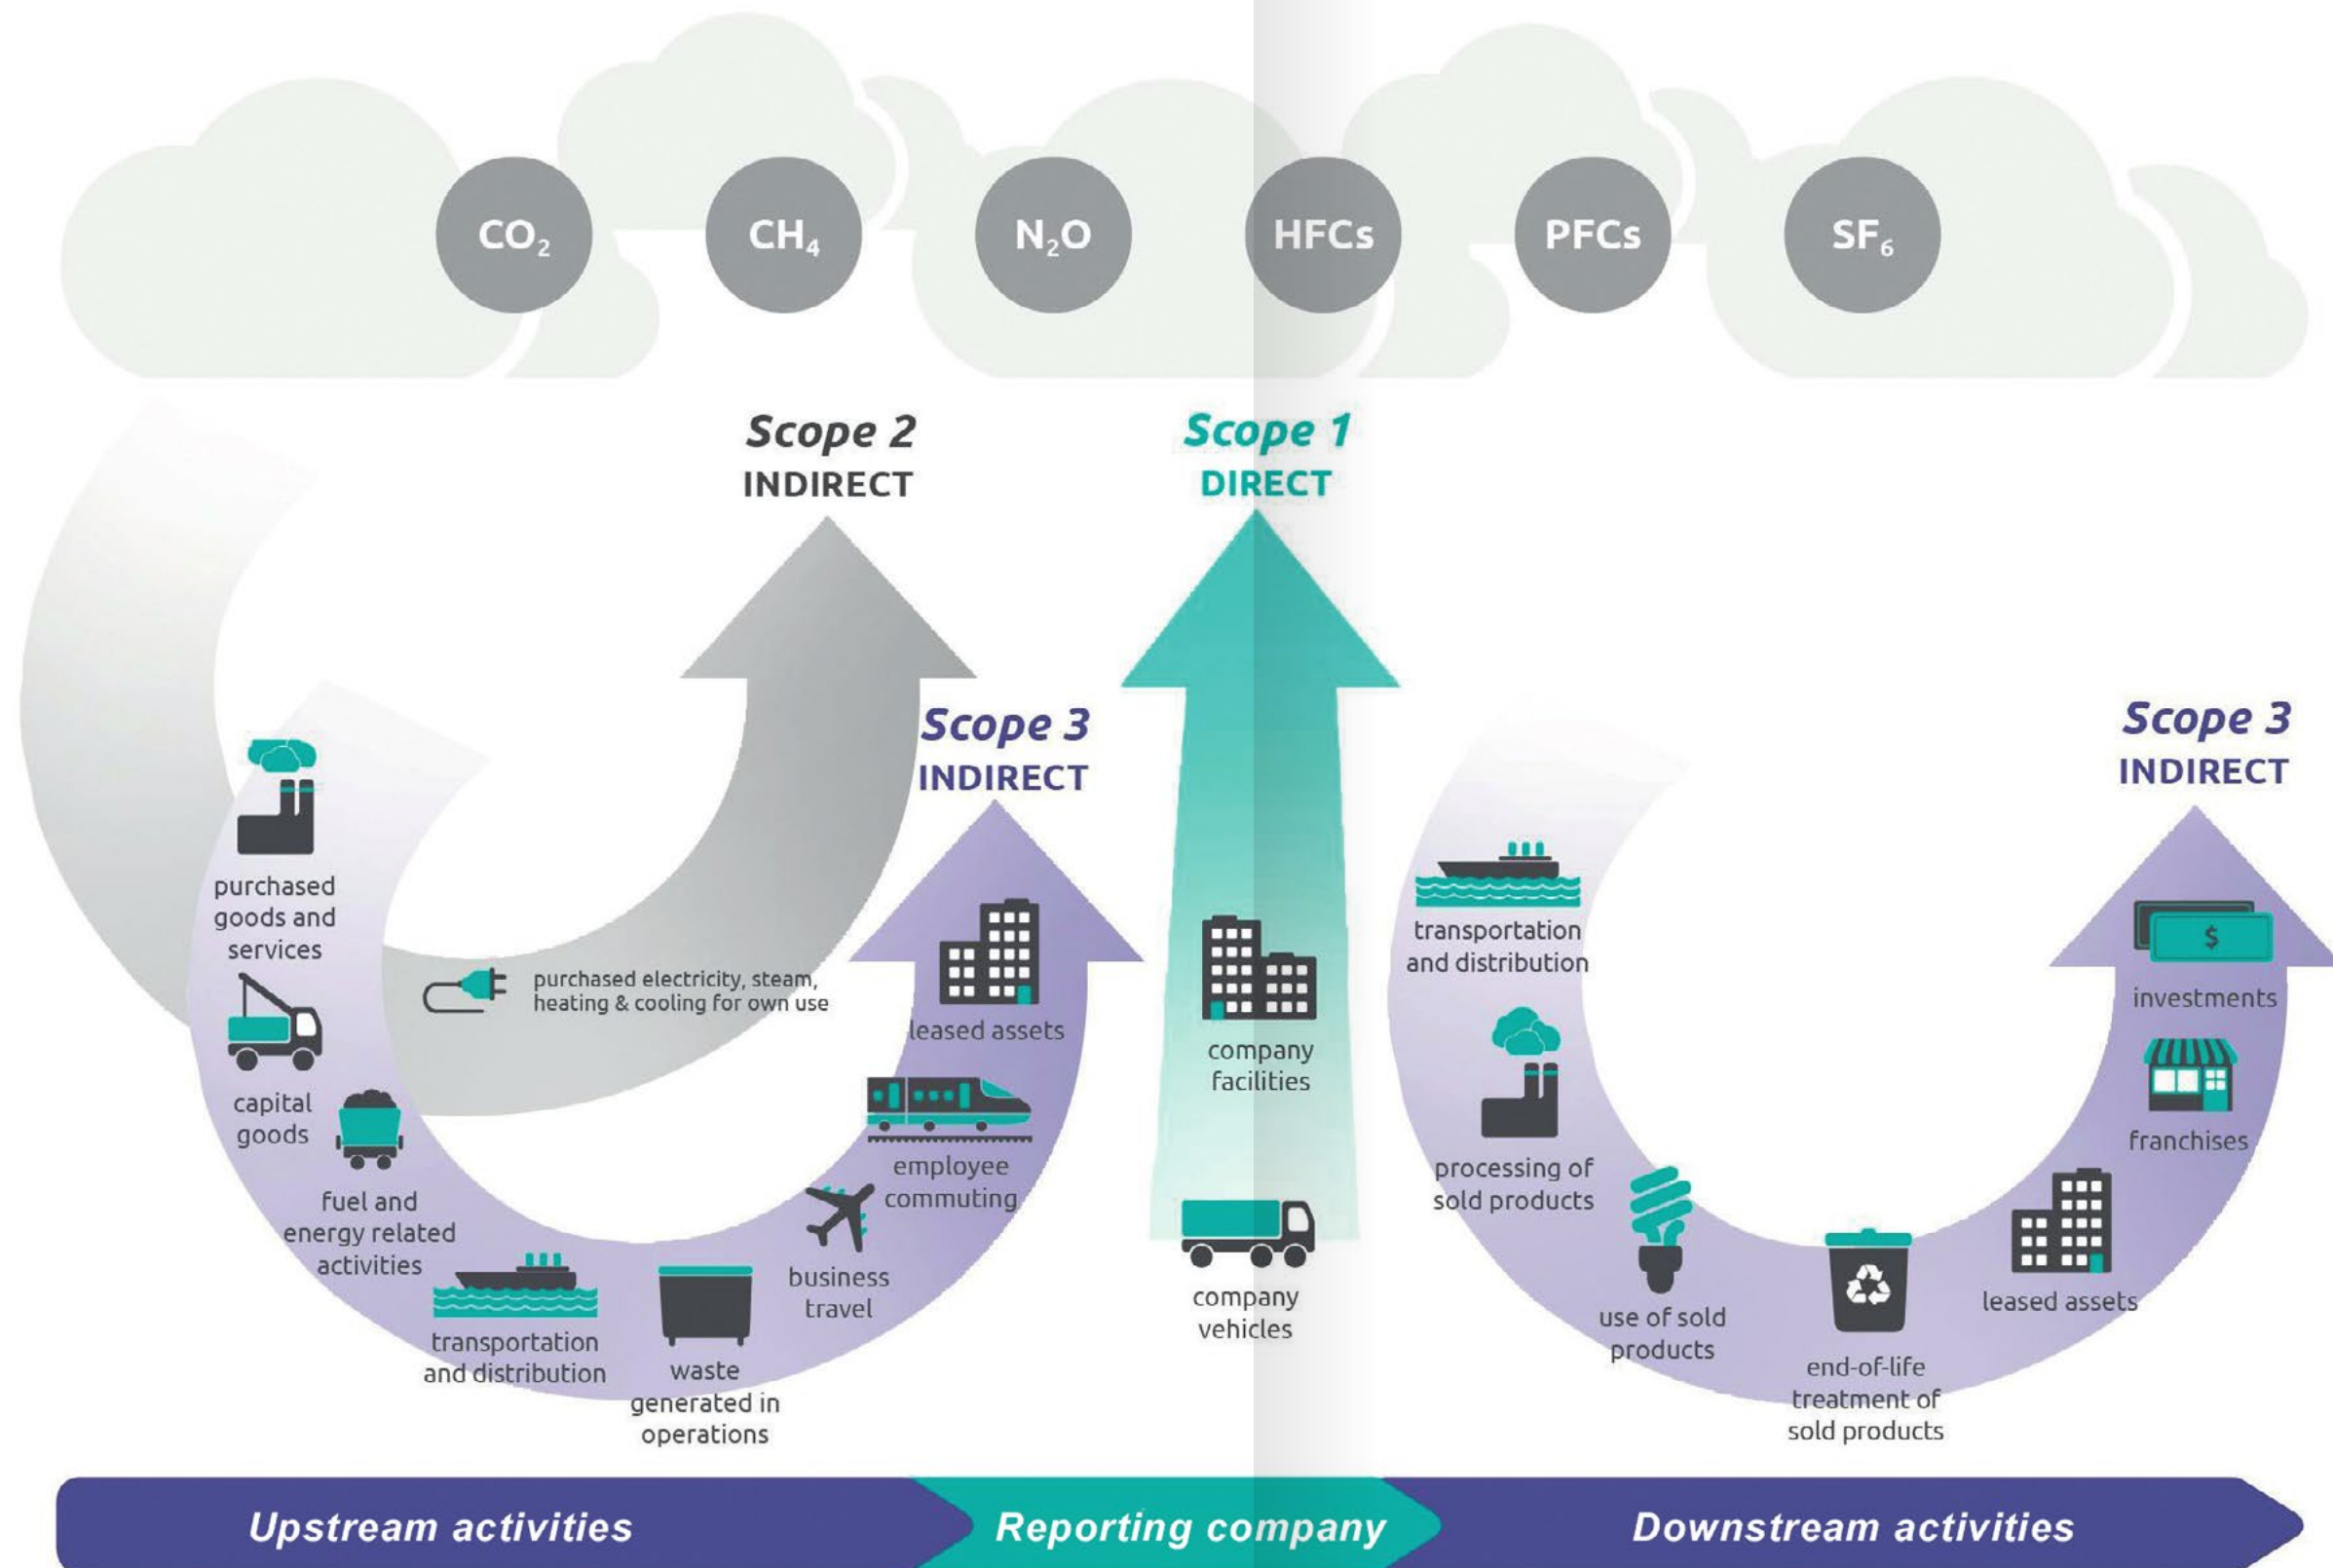 CO₂
CH₄
N₂O
HFCs
PFCs
SF₆
Scope 2
INDIRECT
Scope 1
DIRECT
Scope 3
INDIRECT
Scope 3
INDIRECT
purchased
goods and
services
capital
goods
fuel and
energy related
activities
transportation
and distribution
waste
generated in
operations
business
travel
employee
commuting
leased assets
purchased electricity, steam,
heating & cooling for own use
company
facilities
company
vehicles
transportation
and distribution
processing of
sold products
use of sold
products
end-of-life
treatment of
sold products
leased assets
franchises
$
investments
Upstream activities
Reporting company
Downstream activities